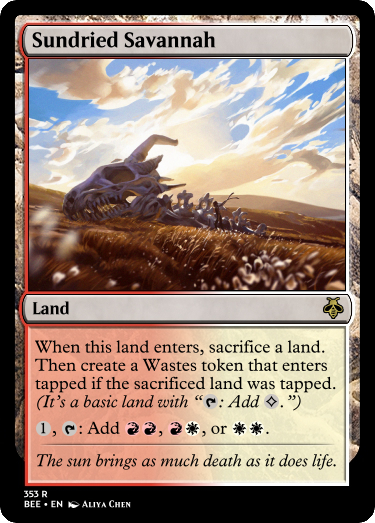 Sundried Savannah
Land
When this land enters, sacrifice a land.
Then create a Wastes token that enters
tapped if the sacrificed land was tapped.
(It's a basic land with “: Add .”)
1, : Add , , or .
The sun brings as much death as it does life.
353 R
BEE • EN Aliya Chen